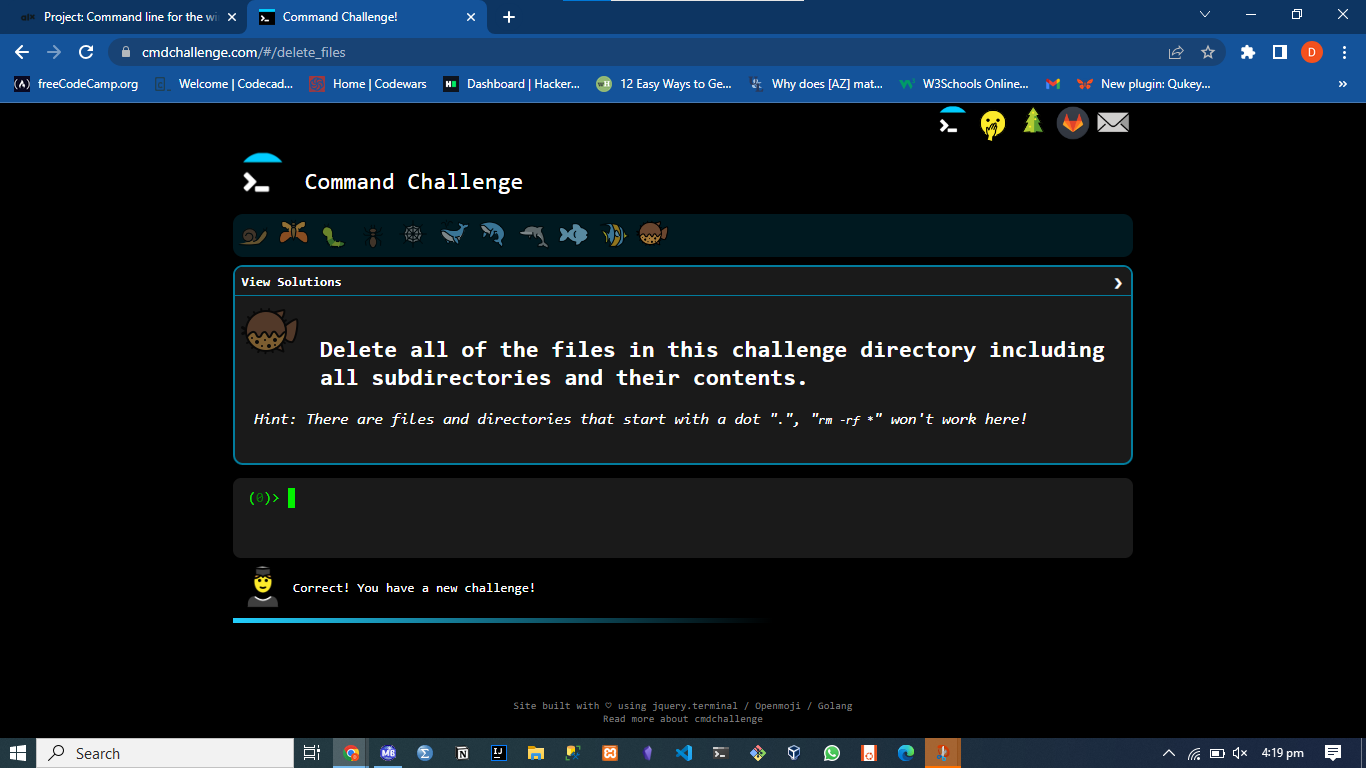 Project: Command line for the wi
Command Challenge!
cmdchallenge.com/#/delete_files
D
freeCodeCamp.org
Welcome | Codecad...
Home | Codewars
Dashboard | Hacker...
12 Easy Ways to Ge...
Why does [AZ] mat...
W3Schools Online...
New plugin: Qukey...
»
Command Challenge
View Solutions
Delete all of the files in this challenge directory including
all subdirectories and their contents.
Hint: There are files and directories that start with a dot ".", "rm -rf *" won't work here!
(0)>
Correct! You have a new challenge!
Site built with ♡ using jquery.terminal / Openmoji / Golang
Read more about cmdchallenge
Search
4:19 pm